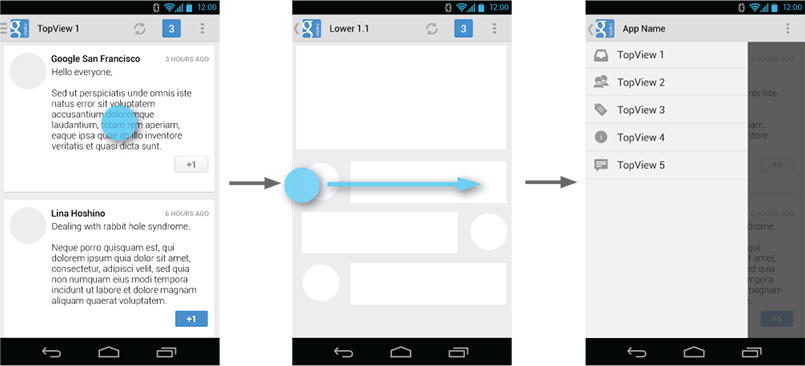 12:00
TopView 1
3
Google San Francisco
3 HOURS AGO
Hello everyone,
Sed ut perspiciatis unde omnis iste
natus error sit voluptatem
accusantium doloremque
laudantium, totam rem aperiam,
eaque ipsa quae ab illo inventore
veritatis et quasi dicta sunt.
+1
Lina Hoshino
6 HOURS AGO
Dealing with rabbit hole syndrome.
Neque porro quisquam est, qui
dolorem ipsum quia dolor sit amet,
consectetur, adipisci velit, sed quia
non numquam eius modi tempora
incidunt ut labore et dolore magnam
aliquam quaerat voluptatem.
+1
12:00
Lower 1.1
3
12:00
App Name
TopView 1
TopView 2
TopView 3
TopView 4
TopView 5
+1
+1